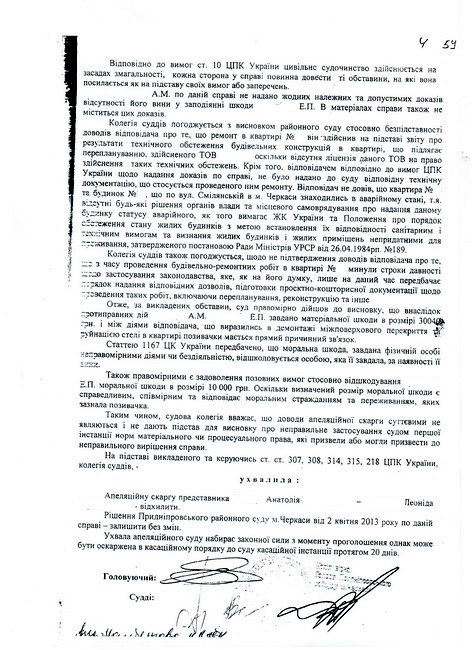 4 59
Відповідно до вимог ст. 10 ЦПК України цивільнє судочинство здійснюється на
засадах змагальності, кожна сторона у справі повинна довести ті обставини, на які вона
посилається як на підставу своїх вимог або заперечень.
А.М. по даній справі не надано жодних належних та допустимих доказів
відсутності його вини у заподіянні шкоди Е.П. В матеріалах справи також не
міститься цих доказів.
Колегія суддів погоджується з висновком районного суду стосовно безпідставності
доводів відповідача про те, що ремонт в квартирі № він здійснив на підставі звіту про
результати технічного обстеження будівельних конструкцій в квартирі, що підлягає
переплануванню, здійсненого ТОВ оскільки відсутня ліцензія даного ТОВ на право
здійснення таких технічних обстежень. Крім того, відповідачем відповідно до вимог ЦПК
України щодо надання доказів по справі, не було надано до суду відповідну технічну
документацію, що стосується проведеного ним ремонту. Відповідач не довів, що квартира №
та будинок № , що по вул. Смілянській в м. Черкаси знаходились в аварійному стані, т.я.
відсутні будь-які рішення органів влади та місцевого самоврядування про надання даному
будинку статусу аварійного, як того вимагає ЖК України та Положення про порядок
обстеження стану жилих будинків з метою встановлення їх відповідності санітарним і
технічним вимогам та визнання жилих будинків і жилих приміщень непридатними для
проживання, затвердженого постановою Ради Міністрів УРСР від 26.04.1984рп. №189.
Колегія суддів також погоджується, щодо не підтвердження доводів відповідача про те,
що з часу проведення будівельно-ремонтних робіт в квартирі № минули строки давності
щодо застосування законодавства, яке, на його думку, лише на даний час передбачає
порядок надання відповідних дозволів, підготовки проектно-кошторисної документації щодо
проведення таких робіт, включаючи перепланування, реконструкцію та інше
Отже, за викладених обставин, суд правомірно дійшов до висновку, що внаслідок
протиправних дій А.М. Е.П. завдано матеріальної шкоди в розмірі
грн. і між діями відповідача, що виразились в демонтажі міжповерхового перекриття
руйнацією стелі в квартирі позивачки мається прямий причинний зв'язок.
Статтею 1167 ЦК України передбачено, що моральна шкода, завдана фізичній особі
неправомірними діями чи бездіяльністю, відшкодовується особою, яка її завдала, за наявності її
вини.
Також правомірними є задоволення позовних вимог стосовно відшкодування
Е.П. моральної шкоди в розмірі 10 000 грн. Оскільки визначений розмір моральної шкоди є
справедливим, співмірним та відповідає моральним стражданням та переживанням, яких
зазнала позивачка.
Таким чином, судова колегія вважає, що доводи апеляційної скарги суттєвими не
являються і не дають підстав для висновку про неправильне застосування судом першої
інстанції норм матеріального чи процесуального права, які призвели або могли призвести до
неправильного вирішення справи.
На підставі викладеного та ксруючись ст. ст. 307, 308, 314, 315, 218 ЦПК України,
колегія суддів, -
ухвалила:
Апеляційну скаргу представника Анатолія – Леоніда
- відхилити.
Рішення Придніпровського районного суду м.Черкаси від 2 квітня 2013 року по даній
справі – залишити без змін.
Ухвала апеляційного суду набирає законної сили з моменту проголошення однак може
бути оскаржена в касаційному порядку до суду касаційної інстанції протягом 20 днів.
Головуючий:
Судді: